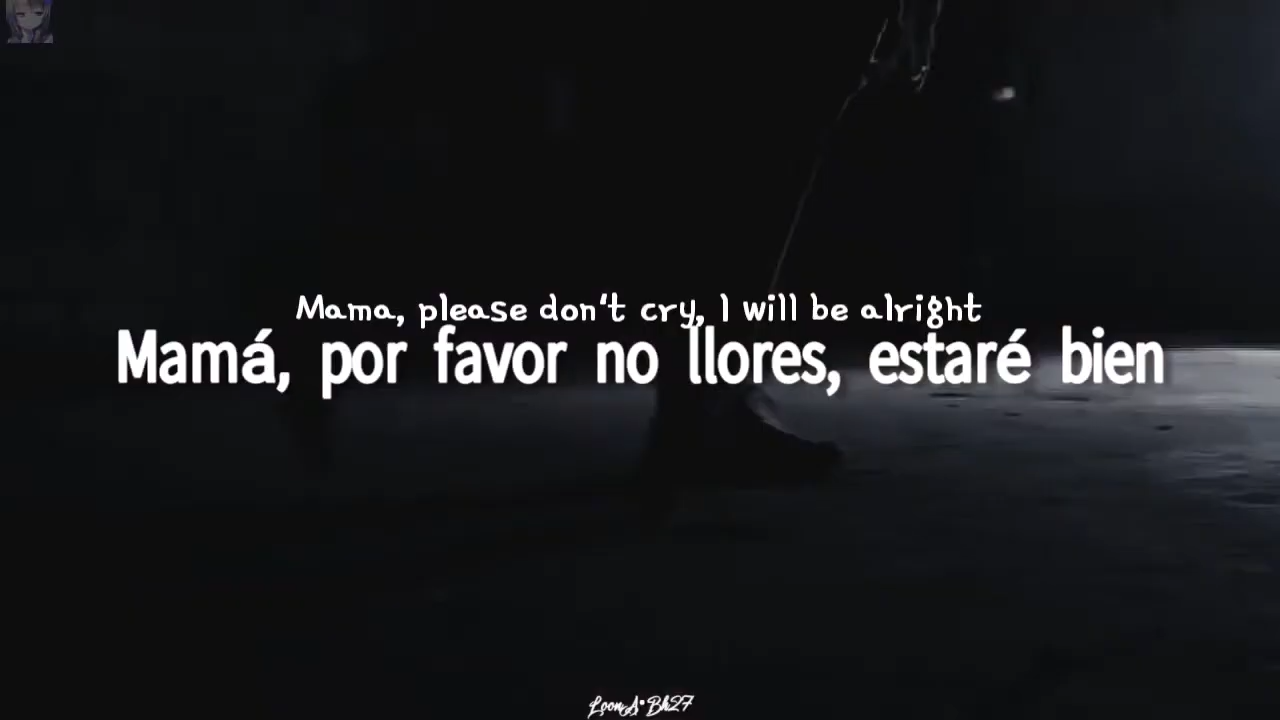 Mama, please don't cry, I will be alright
Mamá, por favor no llores, estaré bien